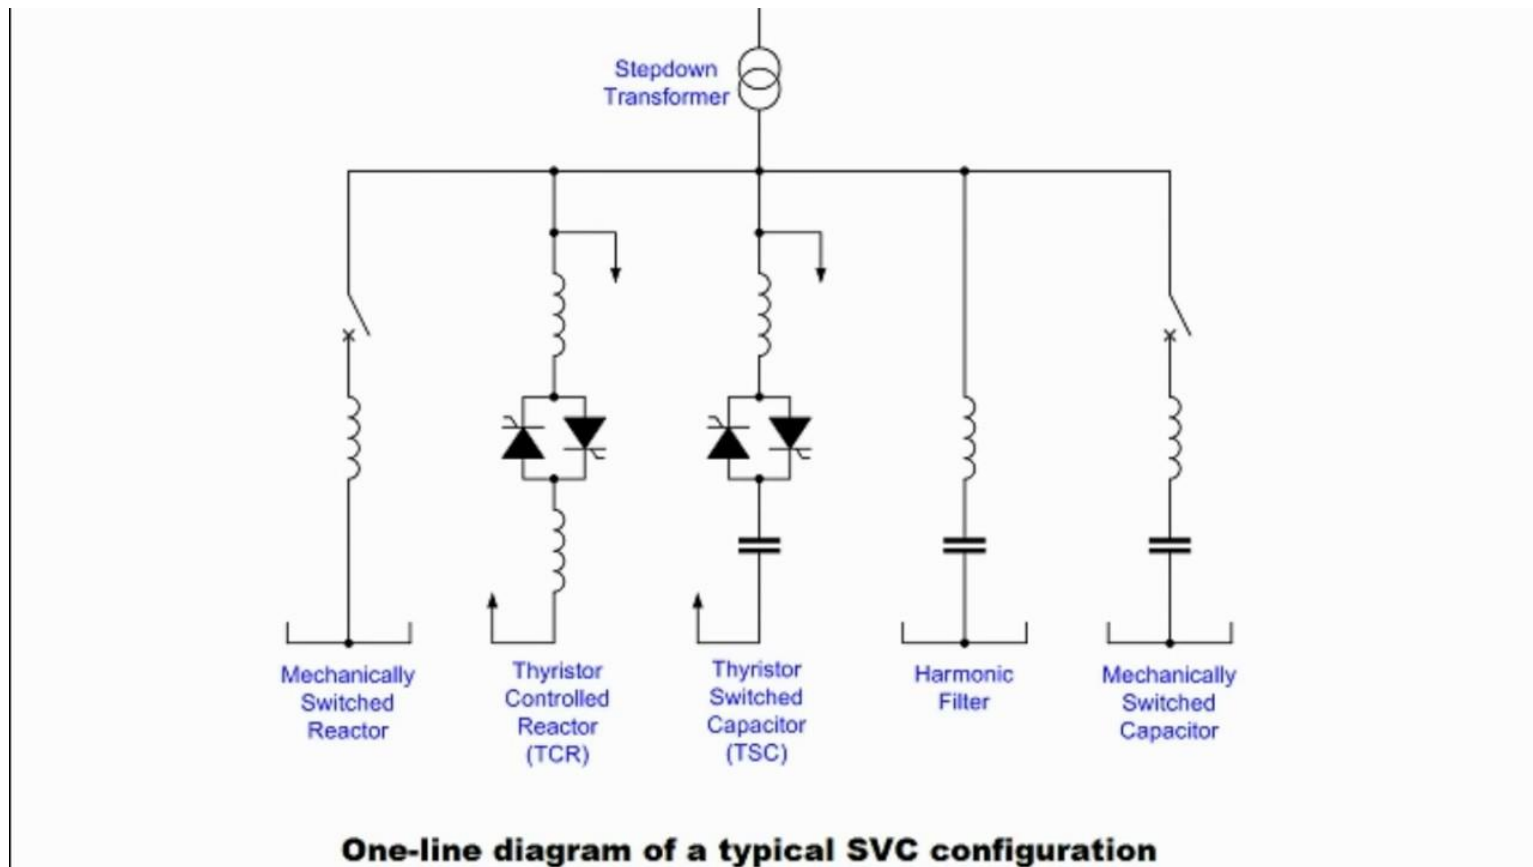 Stepdown
Transformer
Mechanically
Switched
Reactor
Thyristor
Controlled
Reactor
(TCR)
Thyristor
Switched
Capacitor
(TSC)
Harmonic
Filter
Mechanically
Switched
Capacitor
One-line diagram of a typical SVC configuration